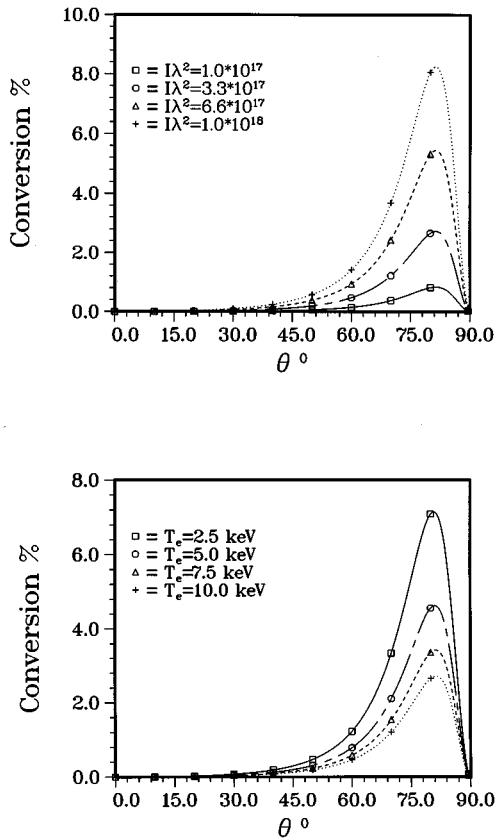 10.0
8.0
6.0
4.0
2.0
0.0
Conversion %
□ = Iλ²=1.0*10¹⁷
○ = Iλ²=3.3*10¹⁷
△ = Iλ²=6.6*10¹⁷
+ = Iλ²=1.0*10¹⁸
0.0 15.0 30.0 45.0 60.0 75.0 90.0
θ °
8.0
6.0
4.0
2.0
0.0
Conversion %
□ = Tₑ=2.5 keV
○ = Tₑ=5.0 keV
△ = Tₑ=7.5 keV
+ = Tₑ=10.0 keV
0.0 15.0 30.0 45.0 60.0 75.0 90.0
θ °